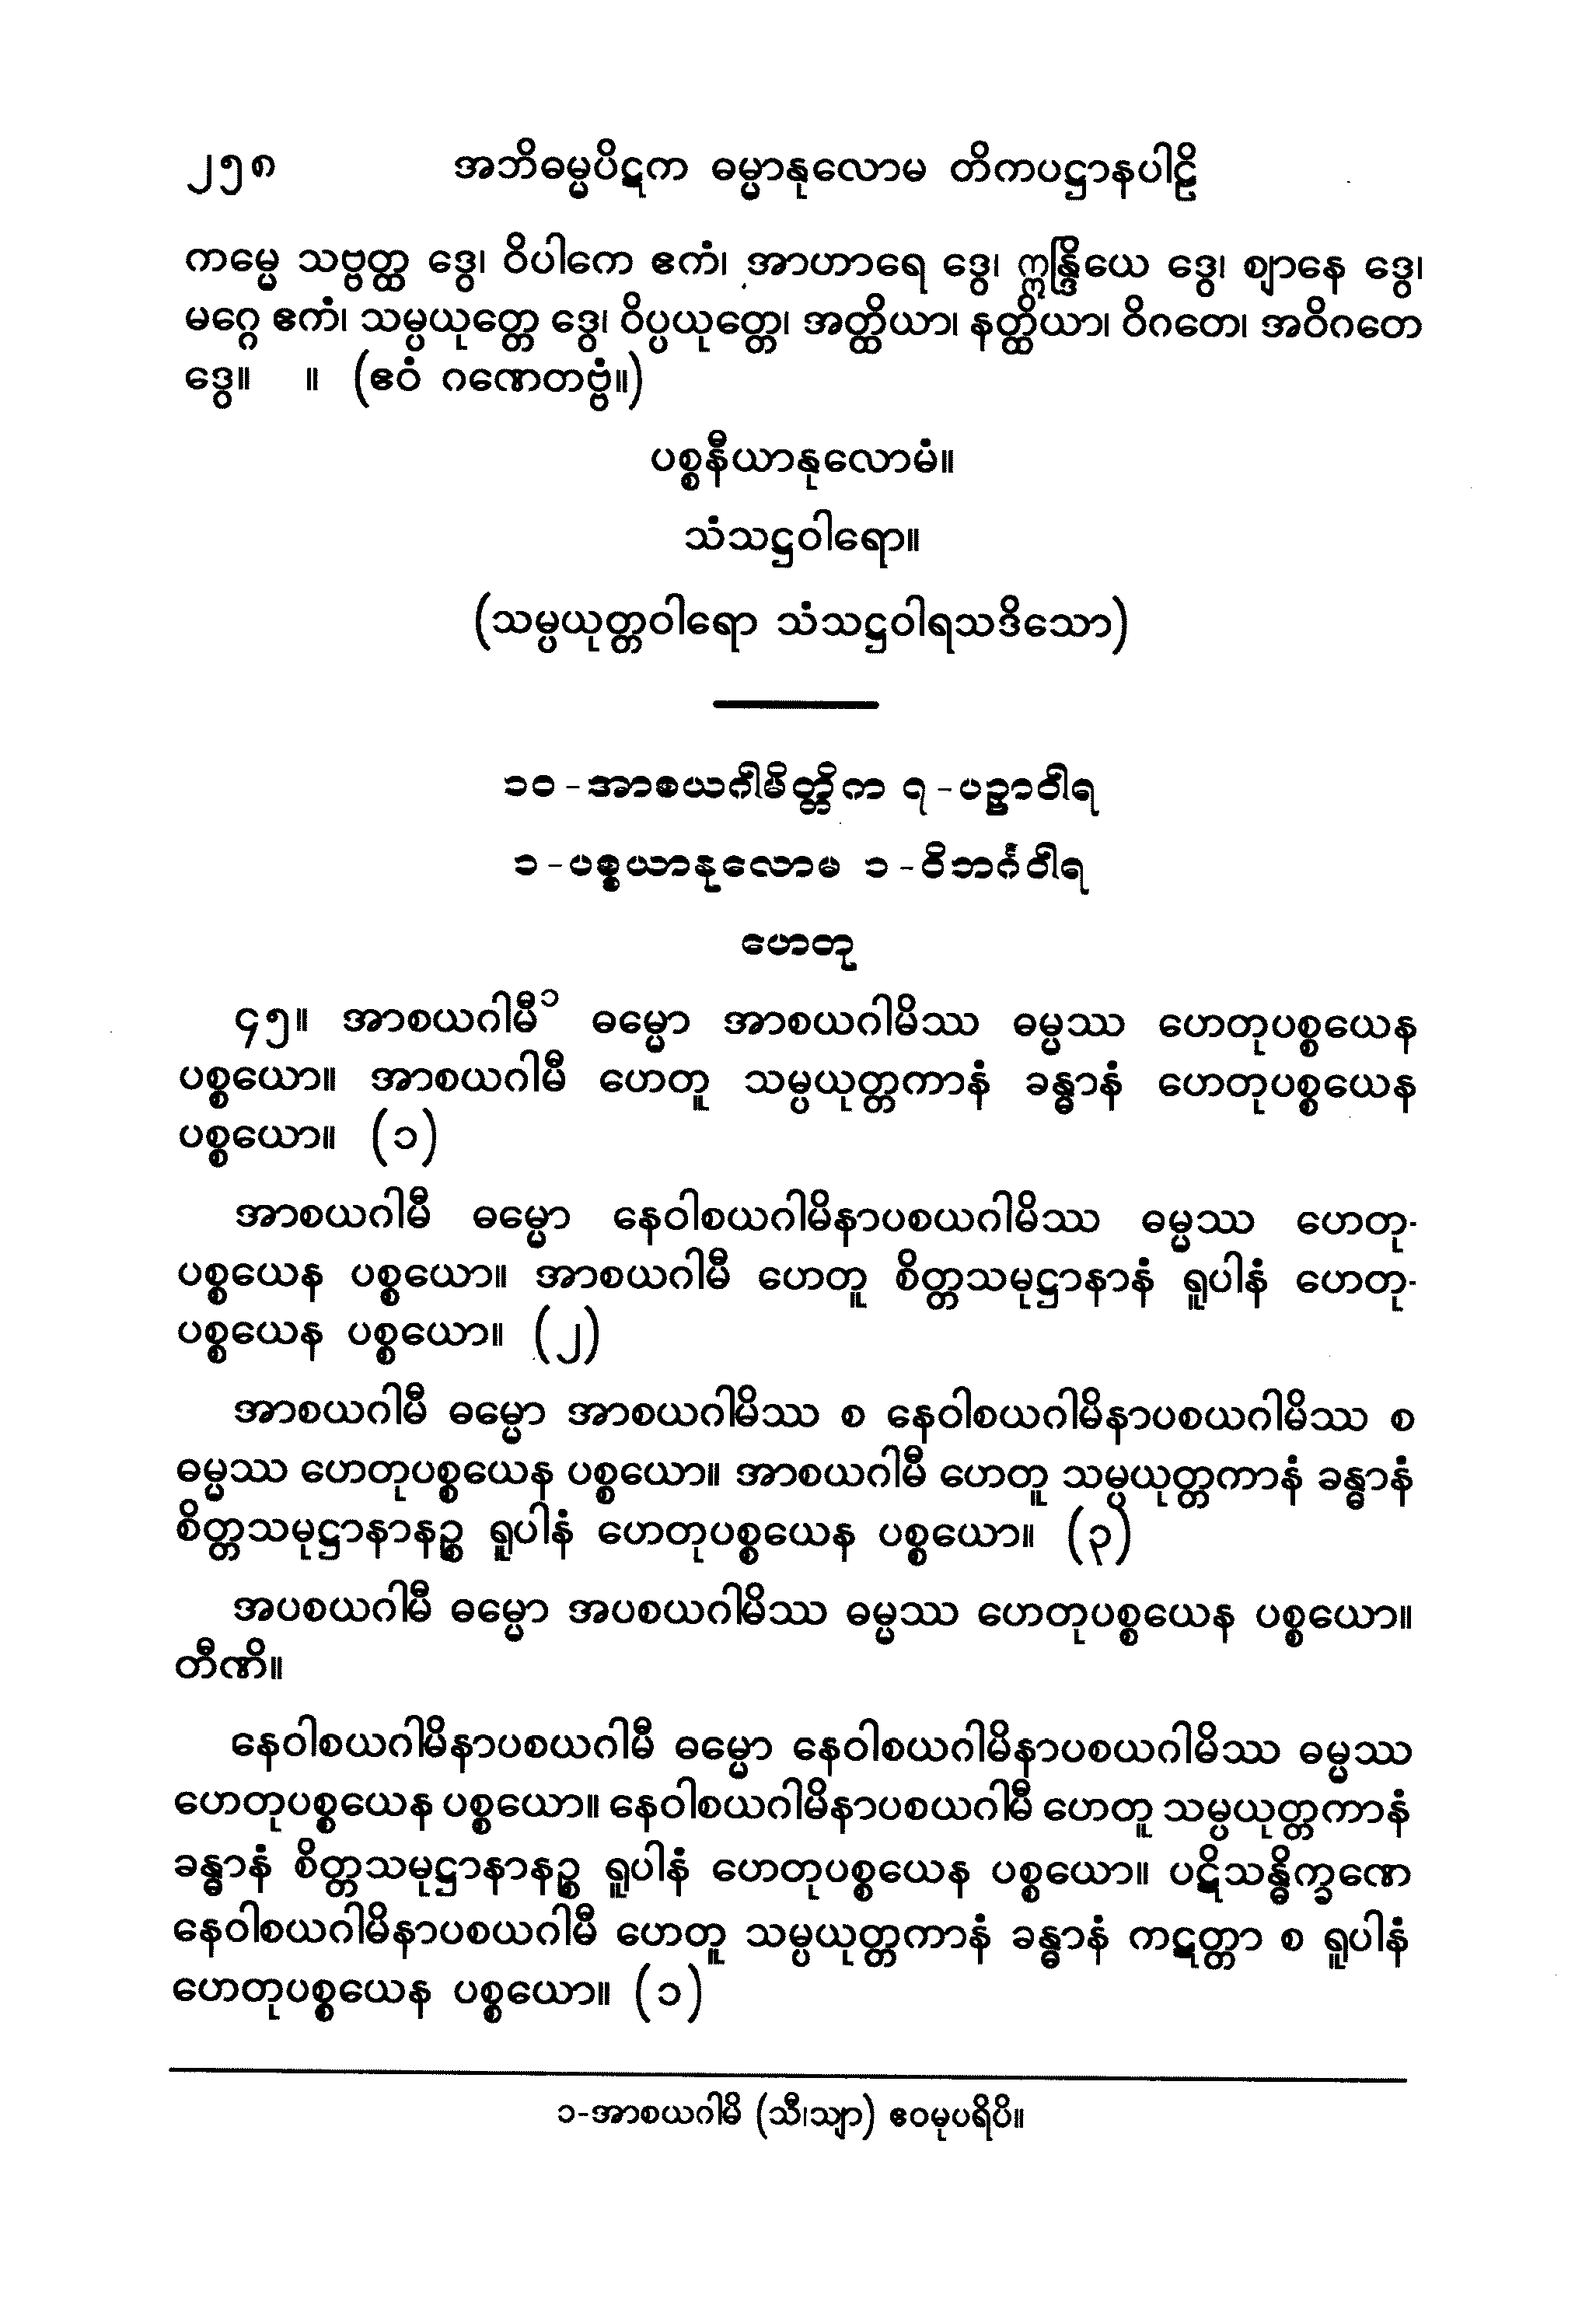 ၂၅၈ အဘိဓမ္မပိဋက ဓမ္မာနုလောမ တိကပဋ္ဌာနပါဠိ
ကမ္မေ သဗ္ဗတ္ထ ဒွေ၊ ဝိပါကေ ဧကံ၊ အာဟာရေ ဒွေ၊ ဣန္ဒြိယေ ဒွေ၊ ဈာနေ ဒွေ၊
မဂ္ဂေ ဧကံ၊ သမ္ပယုတ္တေ ဒွေ၊ ဝိပ္ပယုတ္တေ၊ အတ္ထိယာ၊ နတ္ထိယာ၊ ဝိဂတေ၊ အဝိဂတေ
ဒွေ။ ။ (ဧဝံ ဂဏေတဗ္ဗံ။)
ပစ္စနီယာနုလောမံ။
သံသဋ္ဌဝါရော။
(သမ္ပယုတ္တဝါရော သံသဋ္ဌဝါရသဒိသော)
၁၀-အာစယဂါမိတ္တိက ၇-ပဉှာဝါရ
၁-ပစ္စယာနုလောမ ၁-ဝိဘင်္ဂဝါရ
ဟေတု
၄၅။ အာစယဂါမီ၁ ဓမ္မော အာစယဂါမိဿ ဓမ္မဿ ဟေတုပစ္စယေန
ပစ္စယော။ အာစယဂါမီ ဟေတူ သမ္ပယုတ္တကာနံ ခန္ဓာနံ ဟေတုပစ္စယေန
ပစ္စယော။ (၁)
အာစယဂါမီ ဓမ္မော နေဝါစယဂါမိနာပစယဂါမိဿ ဓမ္မဿ ဟေတု-
ပစ္စယေန ပစ္စယော။ အာစယဂါမီ ဟေတူ စိတ္တသမုဋ္ဌာနာနံ ရူပါနံ ဟေတု-
ပစ္စယေန ပစ္စယော။ (၂)
အာစယဂါမီ ဓမ္မော အာစယဂါမိဿ စ နေဝါစယဂါမိနာပစယဂါမိဿ စ
ဓမ္မဿ ဟေတုပစ္စယေန ပစ္စယော။ အာစယဂါမီ ဟေတူ သမ္ပယုတ္တကာနံ ခန္ဓာနံ
စိတ္တသမုဋ္ဌာနာနဉ္စ ရူပါနံ ဟေတုပစ္စယေန ပစ္စယော။ (၃)
အပစယဂါမီ ဓမ္မော အပစယဂါမိဿ ဓမ္မဿ ဟေတုပစ္စယေန ပစ္စယော။
တီဏိ။
နေဝါစယဂါမိနာပစယဂါမီ ဓမ္မော နေဝါစယဂါမိနာပစယဂါမိဿ ဓမ္မဿ
ဟေတုပစ္စယေန ပစ္စယော။ နေဝါစယဂါမိနာပစယဂါမီ ဟေတူ သမ္ပယုတ္တကာနံ
ခန္ဓာနံ စိတ္တသမုဋ္ဌာနာနဉ္စ ရူပါနံ ဟေတုပစ္စယေန ပစ္စယော။ ပဋိသန္ဓိက္ခဏေ
နေဝါစယဂါမိနာပစယဂါမီ ဟေတူ သမ္ပယုတ္တကာနံ ခန္ဓာနံ ကဋတ္တာ စ ရူပါနံ
ဟေတုပစ္စယေန ပစ္စယော။ (၁)
၁-အာစယဂါမိ (သီ၊သျာ) ဧဝမုပရိပိ။